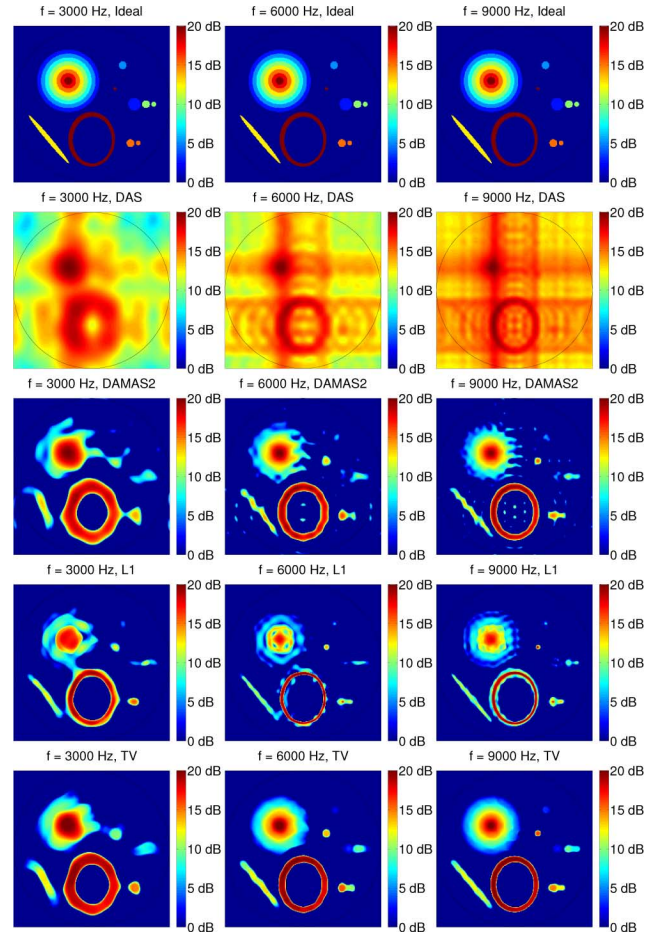 f = 3000 Hz, Ideal
f = 6000 Hz, Ideal
f = 9000 Hz, Ideal
20 dB
15 dB
10 dB
5 dB
0 dB
20 dB
15 dB
10 dB
5 dB
0 dB
20 dB
15 dB
10 dB
5 dB
0 dB
f = 3000 Hz, DAS
f = 6000 Hz, DAS
f = 9000 Hz, DAS
20 dB
15 dB
10 dB
5 dB
0 dB
20 dB
15 dB
10 dB
5 dB
0 dB
20 dB
15 dB
10 dB
5 dB
0 dB
f = 3000 Hz, DAMAS2
f = 6000 Hz, DAMAS2
f = 9000 Hz, DAMAS2
20 dB
15 dB
10 dB
5 dB
0 dB
20 dB
15 dB
10 dB
5 dB
0 dB
20 dB
15 dB
10 dB
5 dB
0 dB
f = 3000 Hz, L1
f = 6000 Hz, L1
f = 9000 Hz, L1
20 dB
15 dB
10 dB
5 dB
0 dB
20 dB
15 dB
10 dB
5 dB
0 dB
20 dB
15 dB
10 dB
5 dB
0 dB
f = 3000 Hz, TV
f = 6000 Hz, TV
f = 9000 Hz, TV
20 dB
15 dB
10 dB
5 dB
0 dB
20 dB
15 dB
10 dB
5 dB
0 dB
20 dB
15 dB
10 dB
5 dB
0 dB